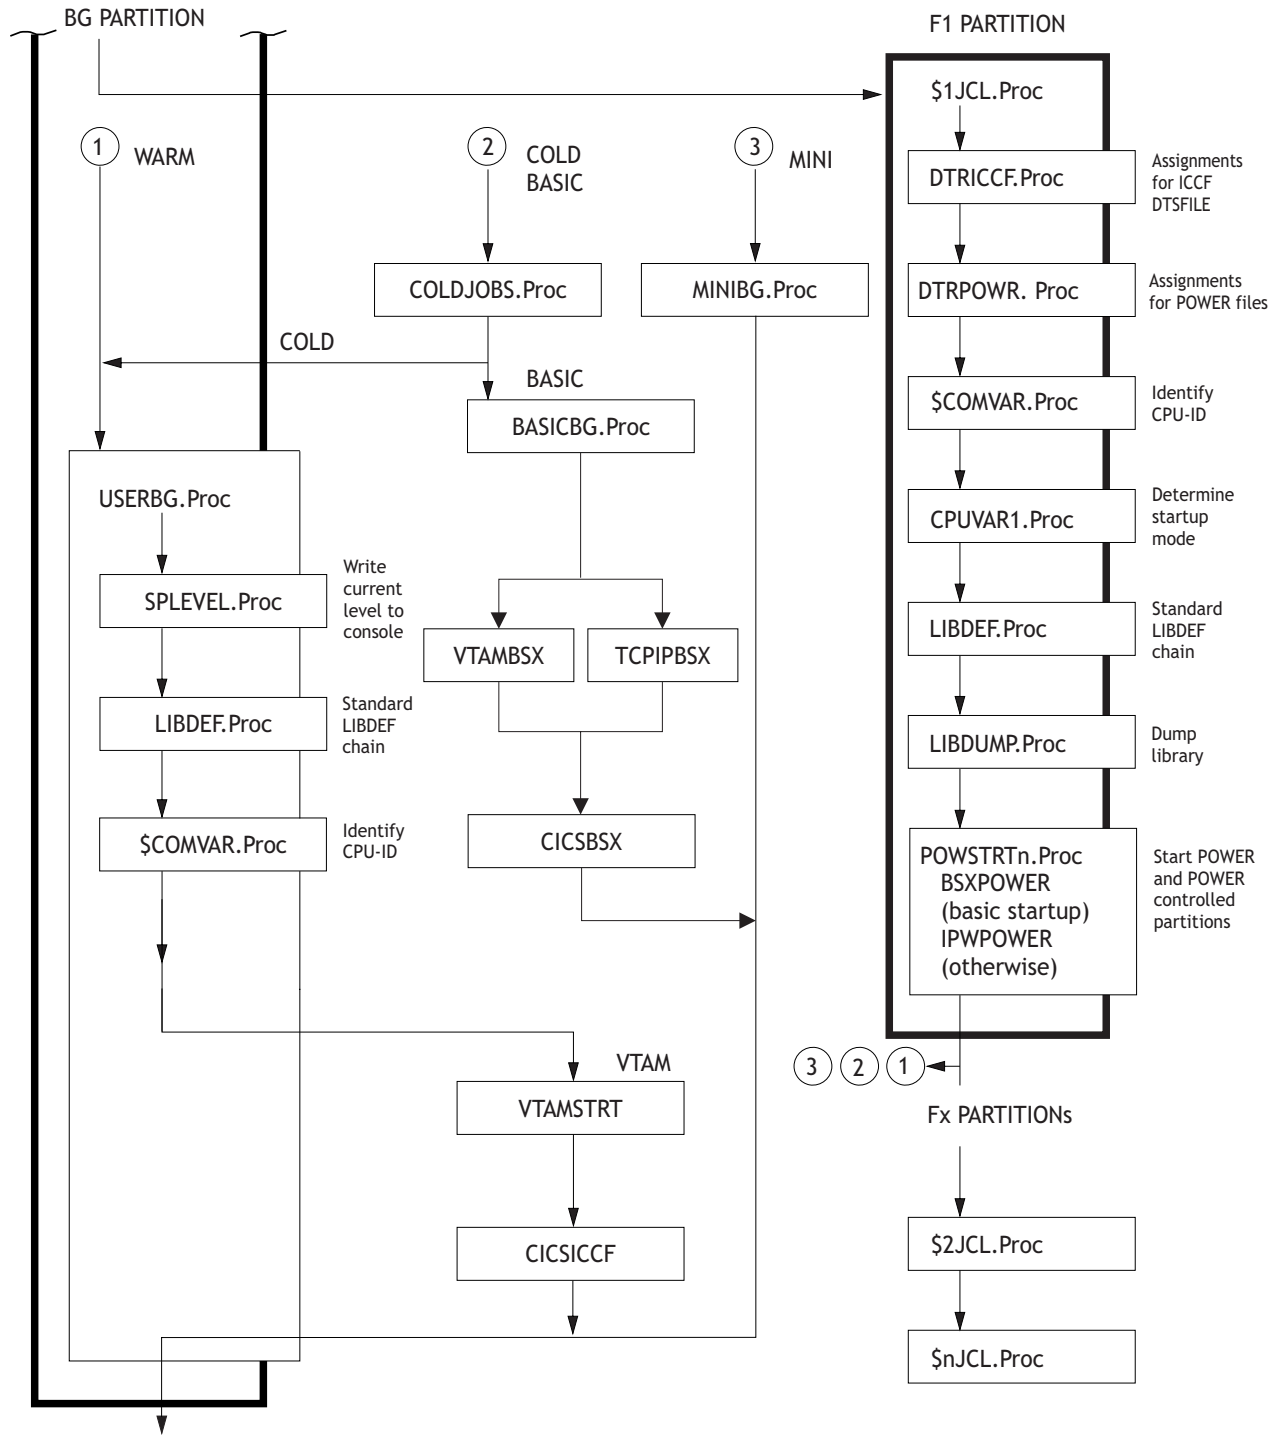 BG PARTITION
F1 PARTITION
$1JCL.Proc
1
WARM
2
COLD
BASIC
3
MINI
DTRICCF.Proc
Assignments
for ICCF
DTSFILE
COLDJOBS.Proc
MINIBG.Proc
DTRPOWR. Proc
Assignments
for POWER files
COLD
BASIC
$COMVAR.Proc
Identify
CPU-ID
BASICBG.Proc
USERBG.Proc
CPUVAR1.Proc
Determine
startup
mode
SPLEVEL.Proc
Write
current
level to
console
LIBDEF.Proc
Standard
LIBDEF
chain
VTAMBSX
TCPIPBSX
LIBDEF.Proc
Standard
LIBDEF
chain
LIBDUMP.Proc
Dump
library
$COMVAR.Proc
Identify
CPU-ID
CICSBSX
POWSTRTn.Proc
BSXPOWER
(basic startup)
IPWPOWER
(otherwise)
Start POWER
and POWER
controlled
partitions
VTAM
3 2 1
VTAMSTRT
Fx PARTITIONs
CICSICCF
$2JCL.Proc
$nJCL.Proc